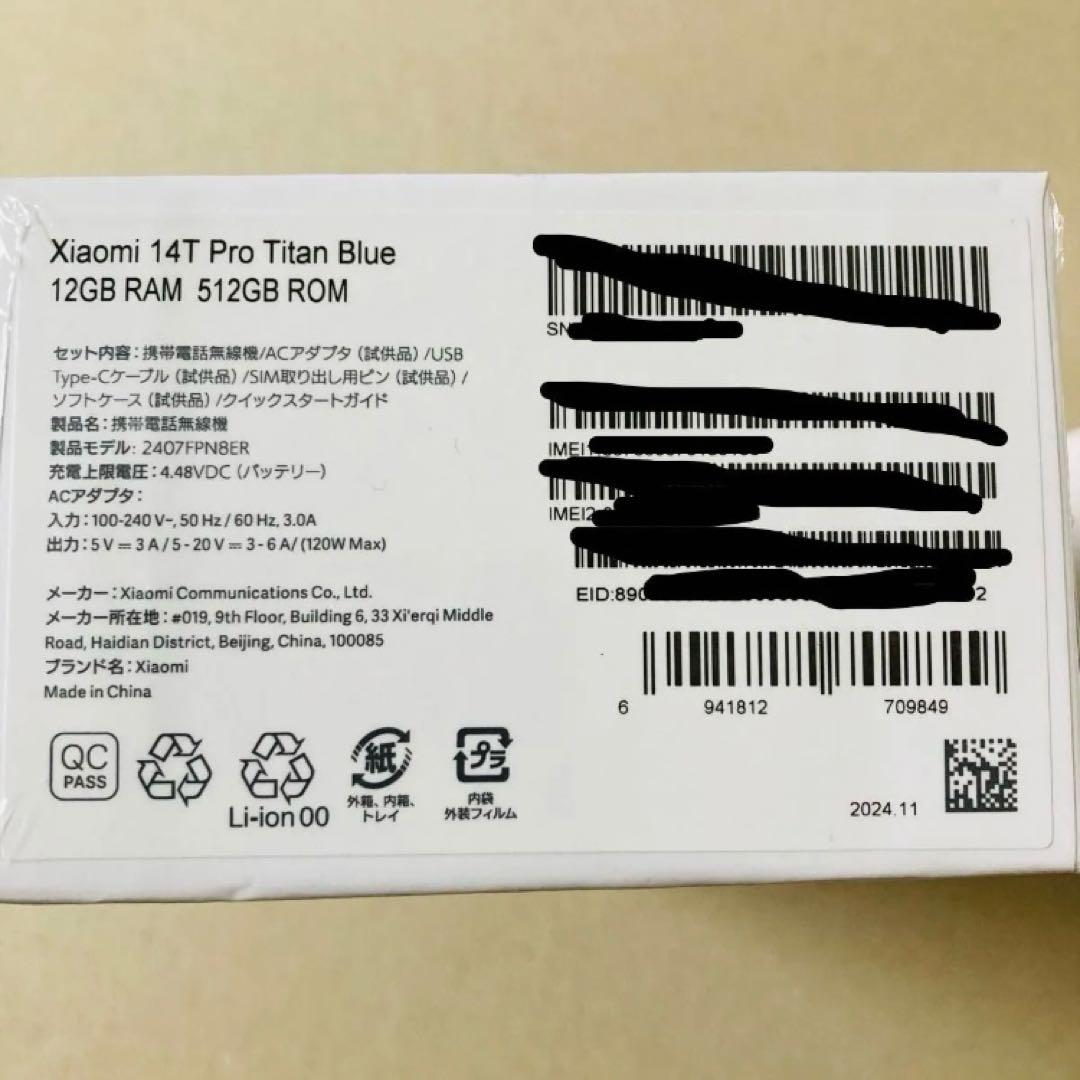 Xiaomi 14T Pro Titan Blue
12GB RAM 512GB ROM
セット内容：携帯電話無線機/ACアダプタ（試供品）/USB
Type-Cケーブル（試供品）/SIM取り出し用ピン（試供品）/
ソフトケース（試供品）/クイックスタートガイド
製品名：携帯電話無線機
製品モデル: 2407FPN8ER
充電上限電圧：4.48VDC（バッテリー）
ACアダプタ：
入力：100-240 V~, 50 Hz / 60 Hz, 3.0A
出力：5 V ⎓ 3 A / 5 - 20 V ⎓ 3 - 6 A/ (120W Max)
メーカー：Xiaomi Communications Co., Ltd.
メーカー所在地：#019, 9th Floor, Building 6, 33 Xi'erqi Middle
Road, Haidian District, Beijing, China, 100085
ブランド名：Xiaomi
Made in China
QC
PASS
Li-ion 00
紙
外箱、内箱、
トレイ
プラ
内袋
外装フィルム
SN
IMEI1
IMEI2
EID:890
2
6 941812 709849
2024.11